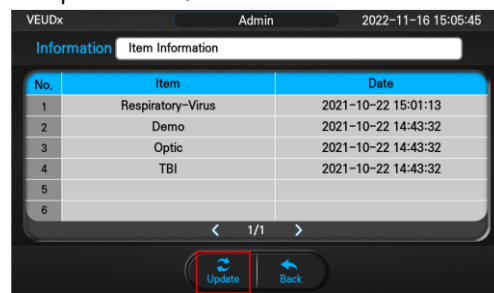 VEUDx Admin 2022-11-16 15:05:45
Information Item Information
No. Item Date
1 Respiratory-Virus 2021-10-22 15:01:13
2 Demo 2021-10-22 14:43:32
3 Optic 2021-10-22 14:43:32
4 TBI 2021-10-22 14:43:32
5
6
< 1/1 >
Update Back